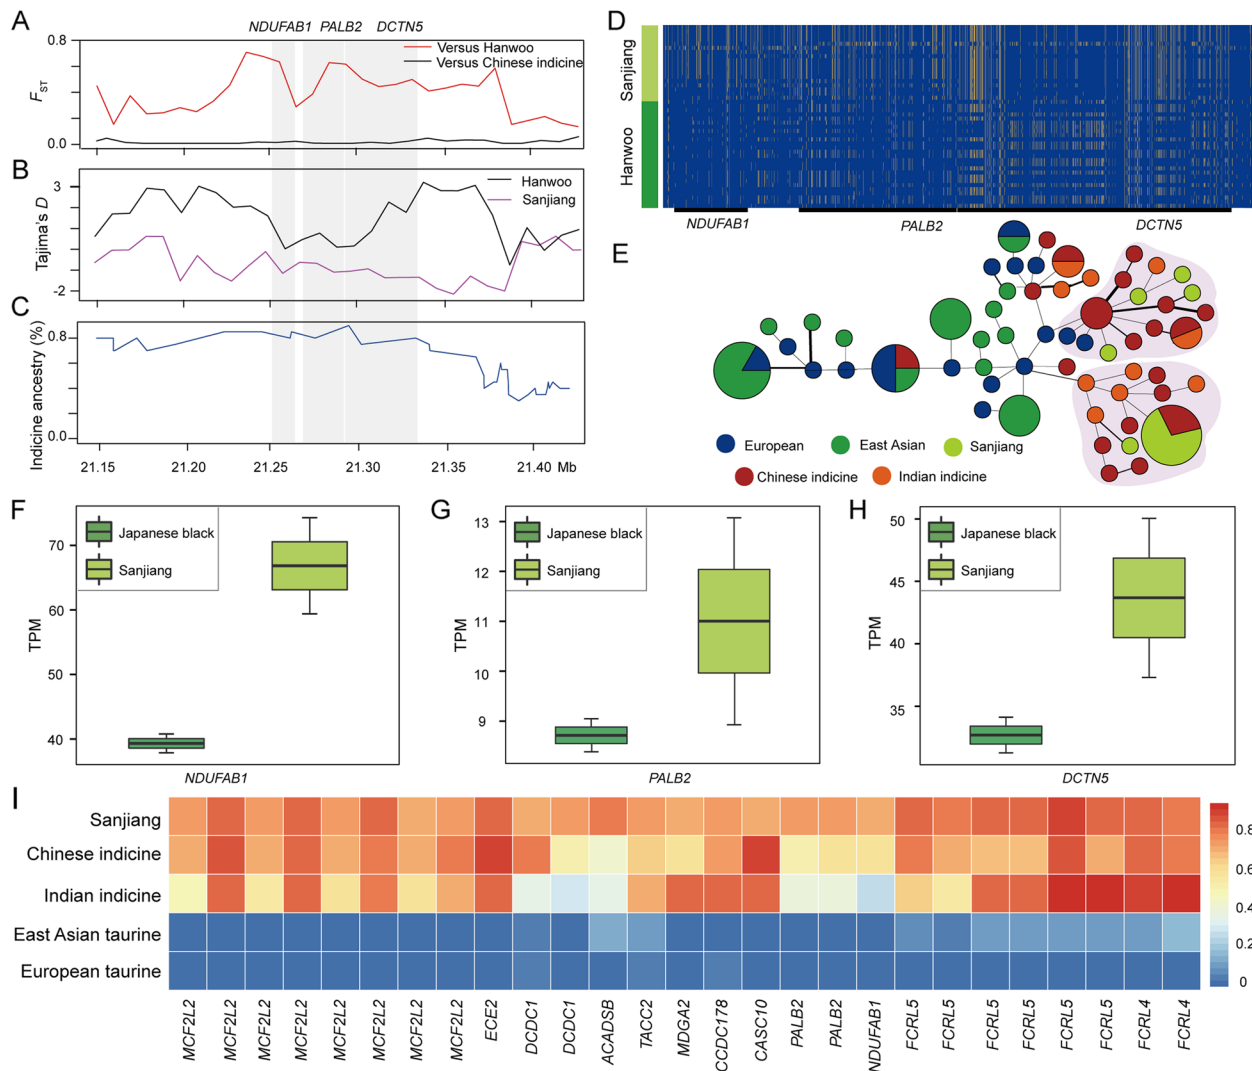 A
NDUFAB1 PALB2 DCTN5
0.8
FST
0.0
Versus Hanwoo
Versus Chinese indicine
B
3
Tajima's D
-2
Hanwoo
Sanjiang
C
0.8
Indicine ancestry (%)
0.0
21.15 21.20 21.25 21.30 21.35 21.40 Mb
D
Sanjiang
Hanwoo
NDUFAB1 PALB2 DCTN5
E
European East Asian Sanjiang
Chinese indicine Indian indicine
F
Japanese black
Sanjiang
TPM
70
60
50
40
NDUFAB1
G
Japanese black
Sanjiang
TPM
13
12
11
10
9
PALB2
H
Japanese black
Sanjiang
TPM
50
45
40
35
DCTN5
I
Sanjiang
Chinese indicine
Indian indicine
East Asian taurine
European taurine
0.8
0.6
0.4
0.2
0
MCF2L2
MCF2L2
MCF2L2
MCF2L2
MCF2L2
MCF2L2
MCF2L2
MCF2L2
ECE2
DCDC1
DCDC1
ACADSB
TACC2
MDGA2
CCDC178
CASC10
PALB2
PALB2
NDUFAB1
FCRL5
FCRL5
FCRL5
FCRL5
FCRL5
FCRL5
FCRL4
FCRL4